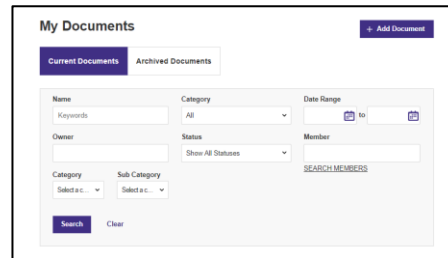 My Documents
+ Add Document
Current Documents Archived Documents
Name Category Date Range
Keywords All to
Owner Status Member
Show All Statuses
SEARCH MEMBERS
Category Sub Category
Select a c... Select a c...
Search Clear